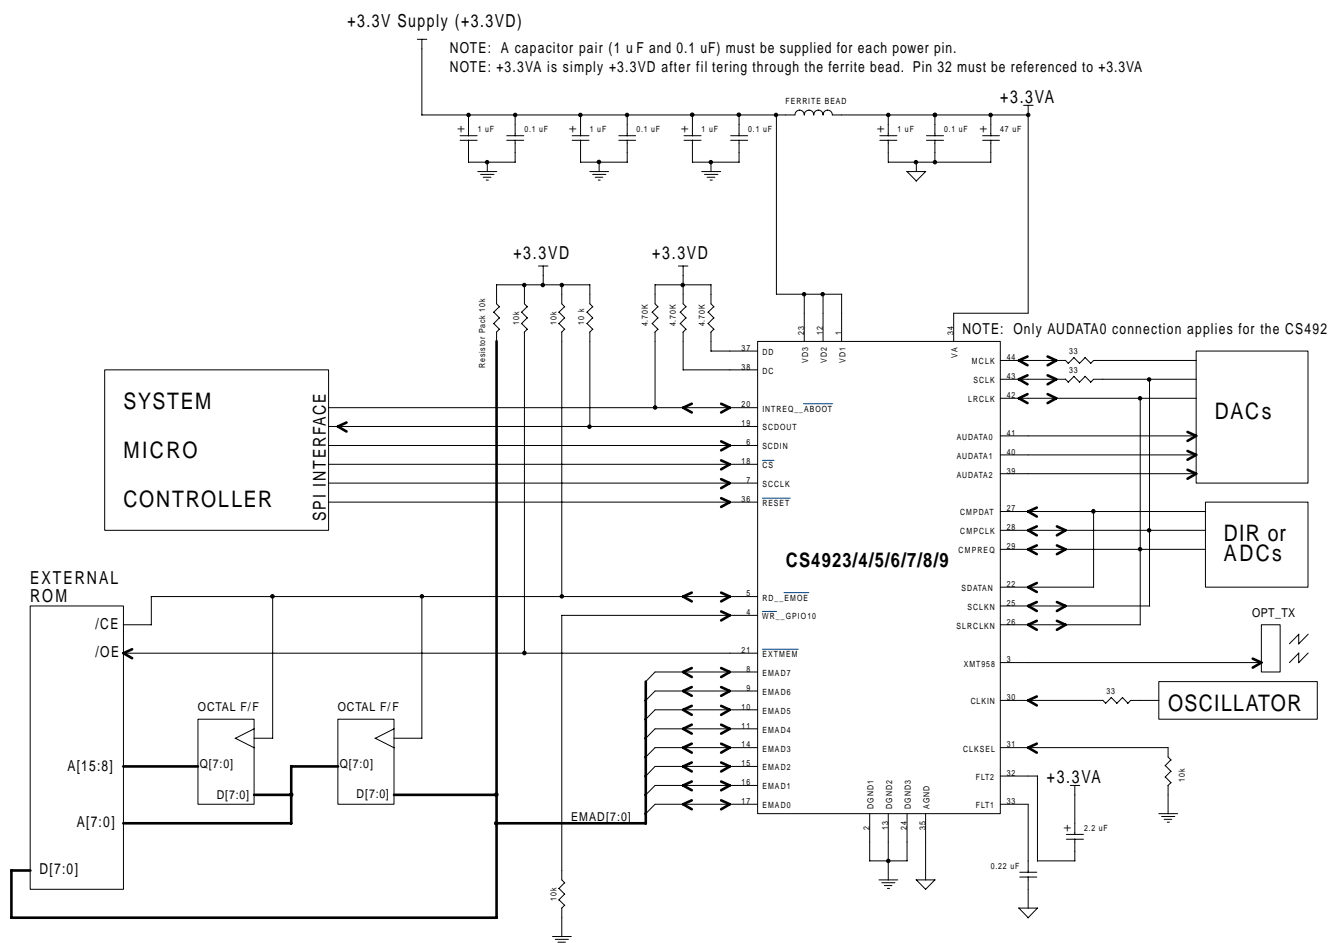 +3.3V Supply (+3.3VD)
NOTE: A capacitor pair (1 u F and 0.1 uF) must be supplied for each power pin.
NOTE: +3.3VA is simply +3.3VD after fil tering through the ferrite bead. Pin 32 must be referenced to +3.3VA
FERRITE BEAD
+3.3VA
+ 1 uF
0.1 uF
+ 1 uF
0.1 uF
+ 1 uF
0.1 uF
+ 1 uF
0.1 uF
+ 47 uF
+3.3VD
+3.3VD
Resistor Pack 10k
10k
10k
10 k
4.70K
4.70K
4.70K
23
12
1
34
VD3
VD2
VD1
VA
NOTE: Only AUDATA0 connection applies for the CS492
SYSTEM
MICRO
CONTROLLER
SPI INTERFACE
37 DD
38 DC
20 INTREQ__ABOOT
19 SCDOUT
6 SCDIN
18 CS
7 SCCLK
36 RESET
5 RD__EMOE
4 WR__GPIO10
21 EXTMEM
8 EMAD7
9 EMAD6
10 EMAD5
11 EMAD4
14 EMAD3
15 EMAD2
16 EMAD1
17 EMAD0
CS4923/4/5/6/7/8/9
MCLK 44
33
SCLK 43
33
LRCLK 42
AUDATA0 41
AUDATA1 40
AUDATA2 39
DACs
CMPDAT 27
CMPCLK 28
CMPREQ 29
DIR or
ADCs
SDATAN 22
SCLKN 25
SLRCLKN 26
OPT_TX
XMT958 3
CLKIN 30
33
OSCILLATOR
CLKSEL 31
10k
FLT2 32
+3.3VA
FLT1 33
+ 2.2 uF
0.22 uF
DGND1
DGND2
DGND3
AGND
2
13
24
35
EXTERNAL
ROM
/CE
/OE
OCTAL F/F
OCTAL F/F
A[15:8]
Q[7:0]
Q[7:0]
D[7:0]
D[7:0]
A[7:0]
EMAD[7:0]
D[7:0]
10k